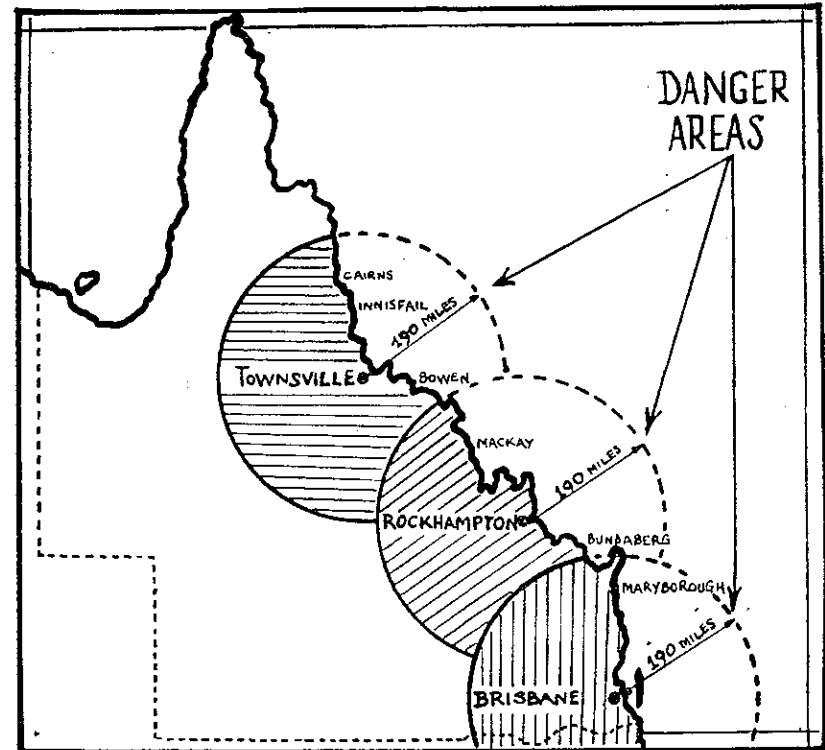 DANGER
AREAS
CAIRNS
INNISFAIL
190 MILES
TOWNSVILLE
BOWEN
MACKAY
190 MILES
ROCKHAMPTON
BUNDABERG
MARYBOROUGH
190 MILES
BRISBANE